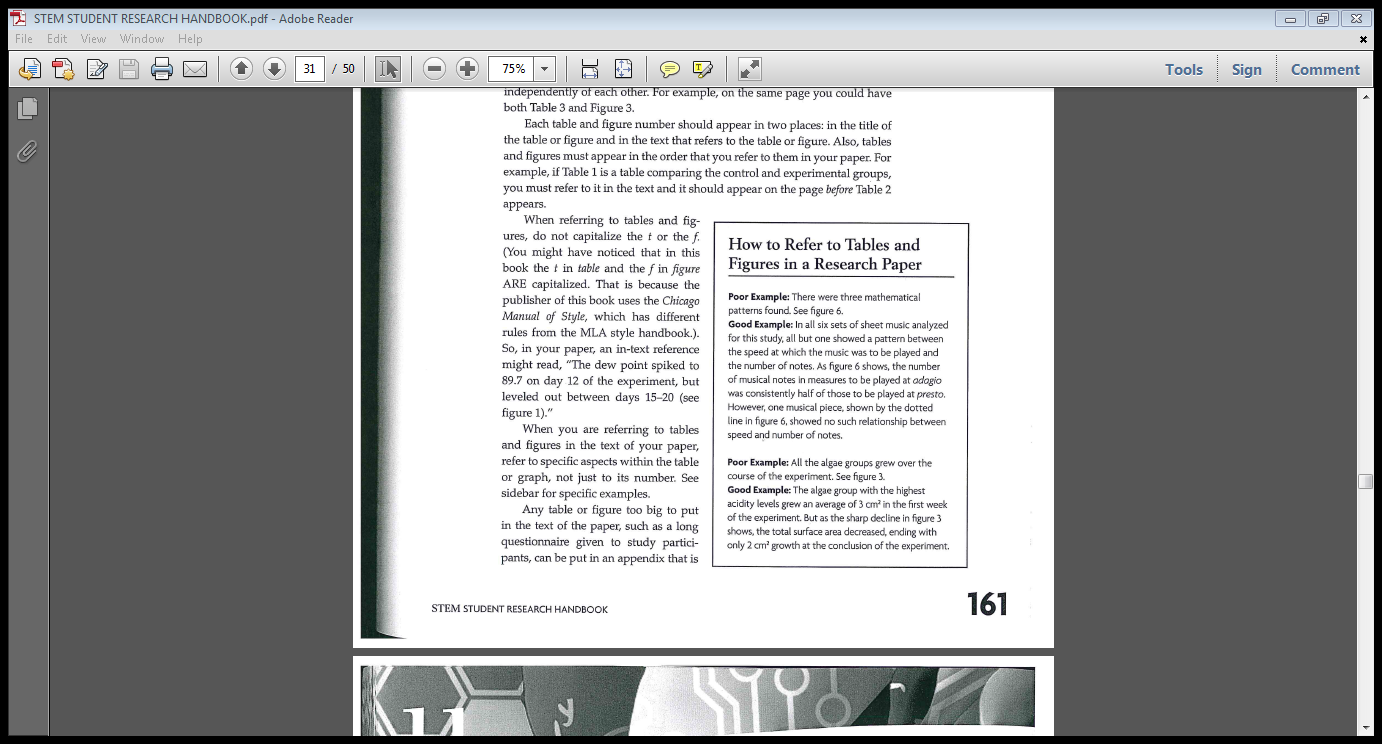 STEM STUDENT RESEARCH HANDBOOK.pdf - Adobe Reader
File Edit View Window Help
31 / 50 75% Tools Sign Comment
independently of each other. For example, on the same page you could have
both Table 3 and Figure 3.
Each table and figure number should appear in two places: in the title of
the table or figure and in the text that refers to the table or figure. Also, tables
and figures must appear in the order that you refer to them in your paper. For
example, if Table 1 is a table comparing the control and experimental groups,
you must refer to it in the text and it should appear on the page before Table 2
appears.
When referring to tables and fig-
ures, do not capitalize the t or the f.
(You might have noticed that in this
book the t in table and the f in figure
ARE capitalized. That is because the
publisher of this book uses the Chicago
Manual of Style, which has different
rules from the MLA style handbook.).
So, in your paper, an in-text reference
might read, “The dew point spiked to
89.7 on day 12 of the experiment, but
leveled out between days 15–20 (see
figure 1).”
When you are referring to tables
and figures in the text of your paper,
refer to specific aspects within the table
or graph, not just to its number. See
sidebar for specific examples.
Any table or figure too big to put
in the text of the paper, such as a long
questionnaire given to study partici-
pants, can be put in an appendix that is
How to Refer to Tables and
Figures in a Research Paper
Poor Example: There were three mathematical
patterns found. See figure 6.
Good Example: In all six sets of sheet music analyzed
for this study, all but one showed a pattern between
the speed at which the music was to be played and
the number of notes. As figure 6 shows, the number
of musical notes in measures to be played at adagio
was consistently half of those to be played at presto.
However, one musical piece, shown by the dotted
line in figure 6, showed no such relationship between
speed and number of notes.
Poor Example: All the algae groups grew over the
course of the experiment. See figure 3.
Good Example: The algae group with the highest
acidity levels grew an average of 3 cm² in the first week
of the experiment. But as the sharp decline in figure 3
shows, the total surface area decreased, ending with
only 2 cm² growth at the conclusion of the experiment.
STEM STUDENT RESEARCH HANDBOOK
161